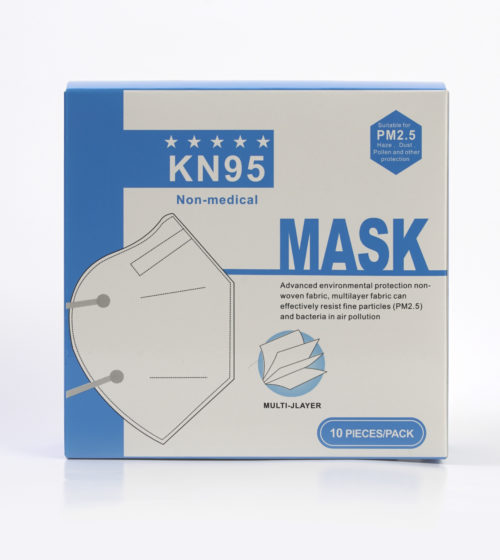 Suitable for
PM2.5
Haze, Dust,
Pollen and other
protection
KN95
Non-medical
MASK
Advanced environmental protection non-
woven fabric, multilayer fabric can
effectively resist fine particles (PM2.5)
and bacteria in air pollution
MULTI-JLAYER
10 PIECES/PACK